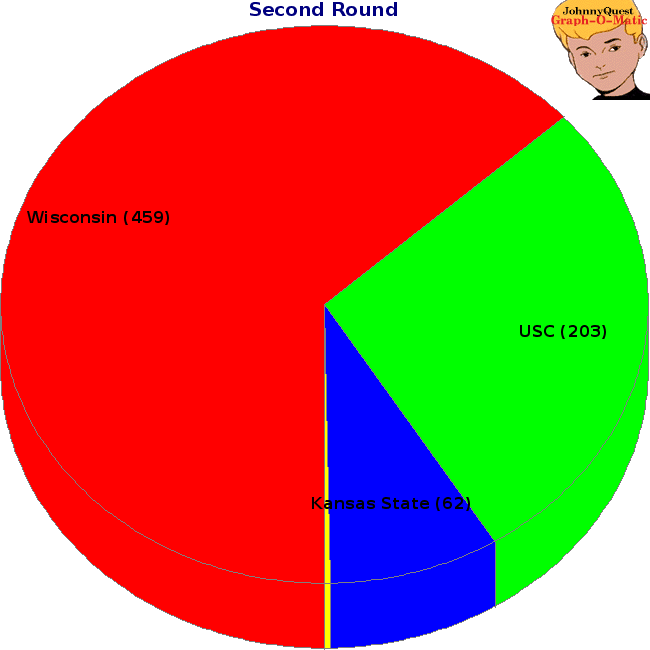 Second Round
JohnnyQuest
Graph-O-Matic
Wisconsin (459)
USC (203)
Kansas State (62)